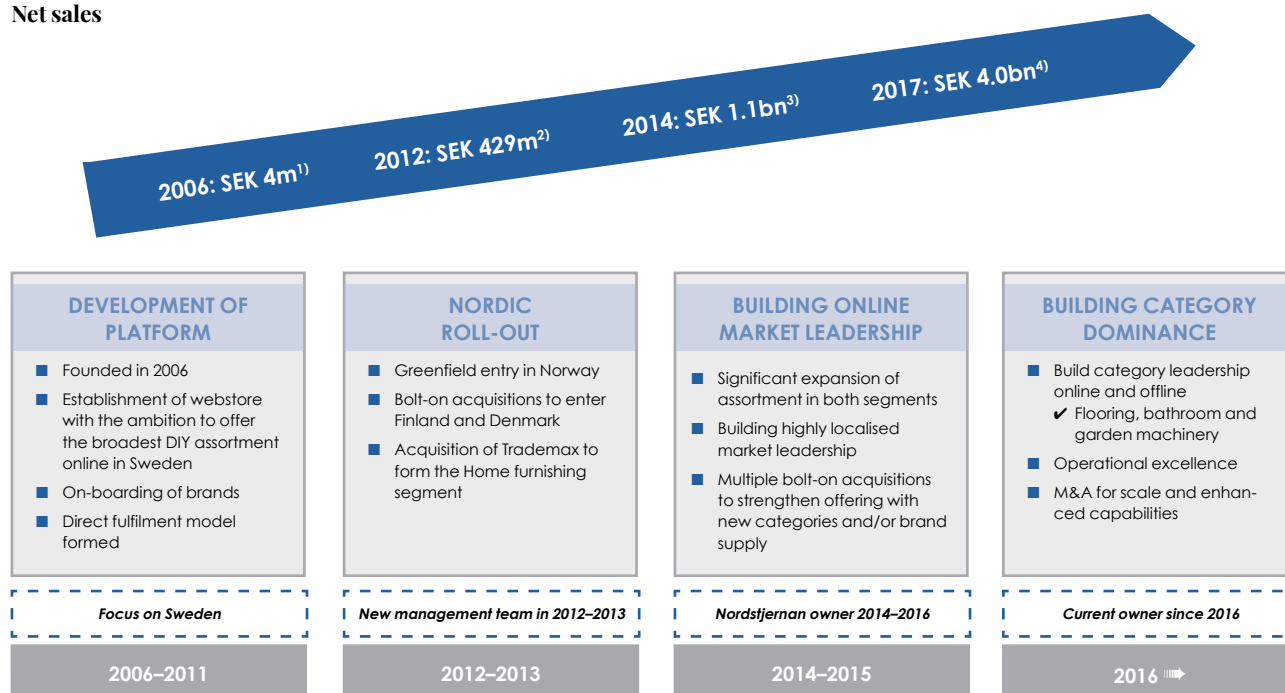 Net sales
2006: SEK 4m1)
2012: SEK 429m2)
2014: SEK 1.1bn3)
2017: SEK 4.0bn4)
DEVELOPMENT OF
PLATFORM
■ Founded in 2006
■ Establishment of webstore
with the ambition to offer
the broadest DIY assortment
online in Sweden
■ On-boarding of brands
■ Direct fulfilment model
formed
Focus on Sweden
2006–2011
NORDIC
ROLL-OUT
■ Greenfield entry in Norway
■ Bolt-on acquisitions to enter
Finland and Denmark
■ Acquisition of Trademax to
form the Home furnishing
segment
New management team in 2012–2013
2012–2013
BUILDING ONLINE
MARKET LEADERSHIP
■ Significant expansion of
assortment in both segments
■ Building highly localised
market leadership
■ Multiple bolt-on acquisitions
to strengthen offering with
new categories and/or brand
supply
Nordstjernan owner 2014–2016
2014–2015
BUILDING CATEGORY
DOMINANCE
■ Build category leadership
online and offline
✔ Flooring, bathroom and
garden machinery
■ Operational excellence
■ M&A for scale and enhan-
ced capabilities
Current owner since 2016
2016 ➠